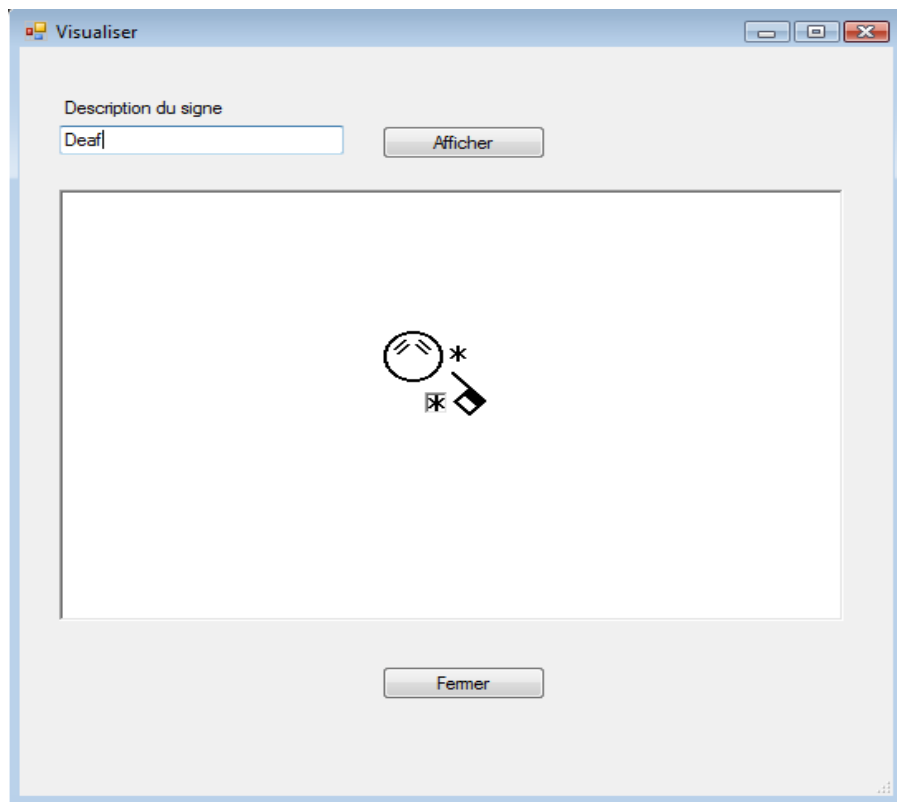 Visualiser
Description du signe
Deaf
Afficher
Fermer